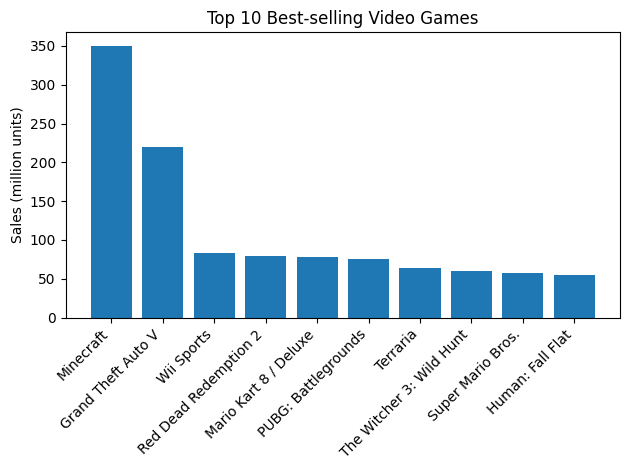 Top 10 Best-selling Video Games
Sales (million units)
350
300
250
200
150
100
50
0
Minecraft
Grand Theft Auto V
Wii Sports
Red Dead Redemption 2
Mario Kart 8 / Deluxe
PUBG: Battlegrounds
Terraria
The Witcher 3: Wild Hunt
Super Mario Bros.
Human: Fall Flat